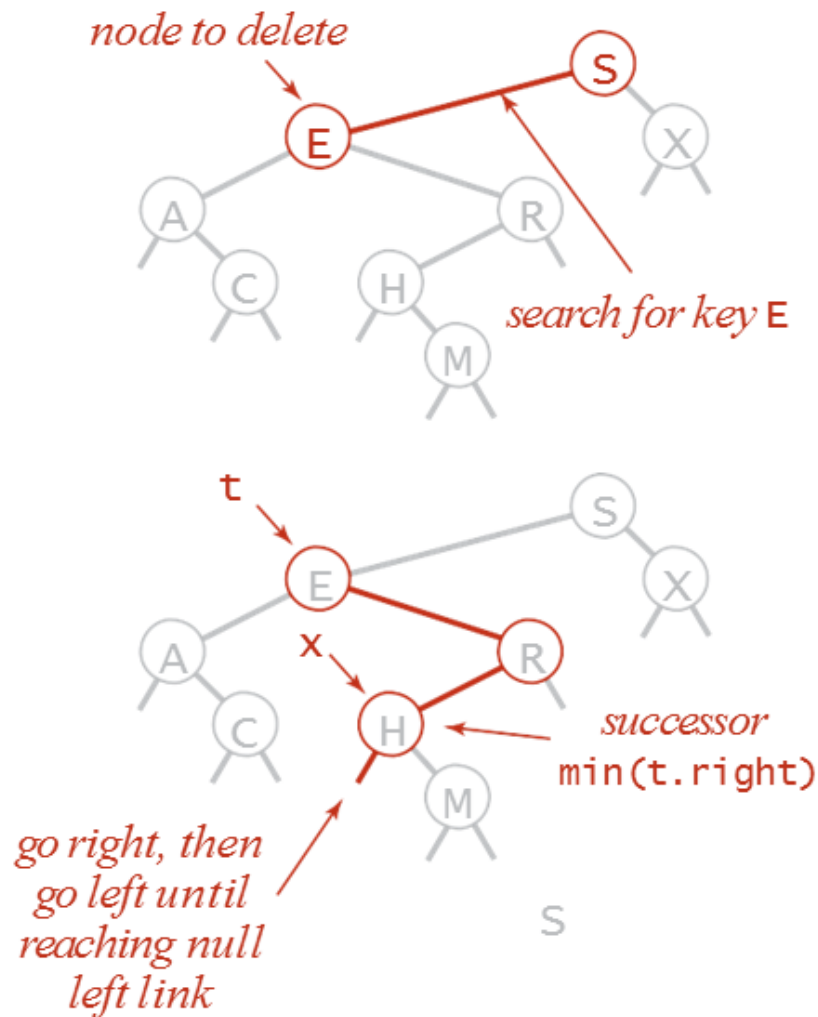 node to delete
S
E
X
A
R
C
H
search for key E
M
t
S
E
X
x
A
R
C
H
successor
min(t.right)
M
go right, then
go left until
reaching null
left link
S